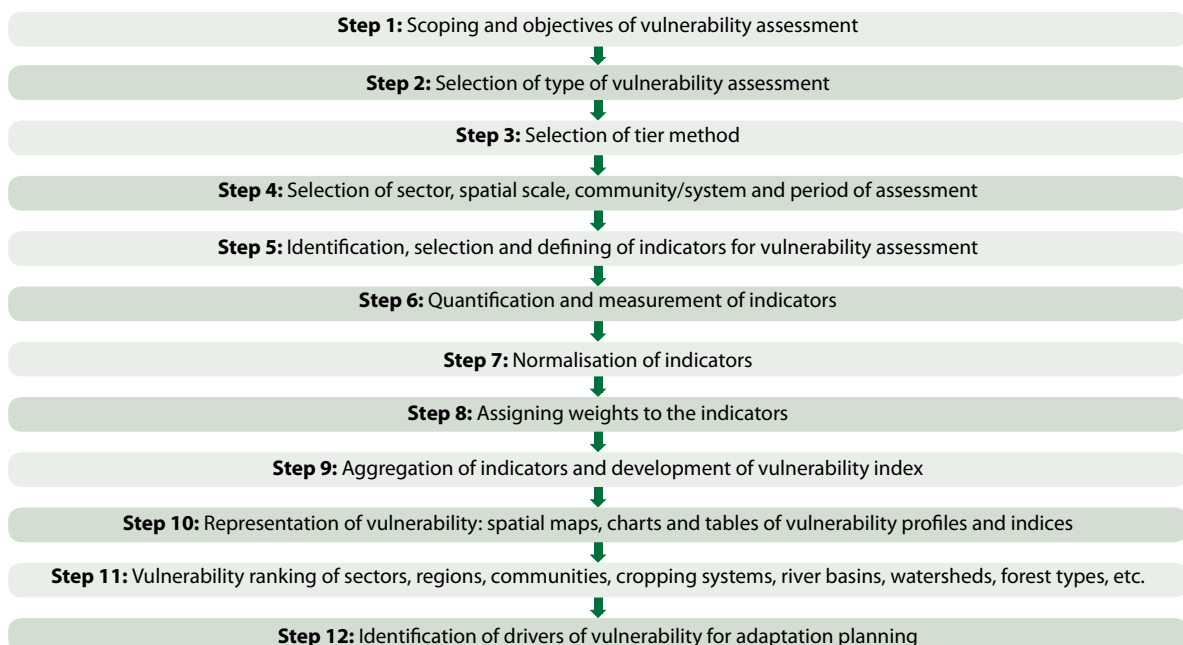 Step 1: Scoping and objectives of vulnerability assessment
Step 2: Selection of type of vulnerability assessment
Step 3: Selection of tier method
Step 4: Selection of sector, spatial scale, community/system and period of assessment
Step 5: Identification, selection and defining of indicators for vulnerability assessment
Step 6: Quantification and measurement of indicators
Step 7: Normalisation of indicators
Step 8: Assigning weights to the indicators
Step 9: Aggregation of indicators and development of vulnerability index
Step 10: Representation of vulnerability: spatial maps, charts and tables of vulnerability profiles and indices
Step 11: Vulnerability ranking of sectors, regions, communities, cropping systems, river basins, watersheds, forest types, etc.
Step 12: Identification of drivers of vulnerability for adaptation planning